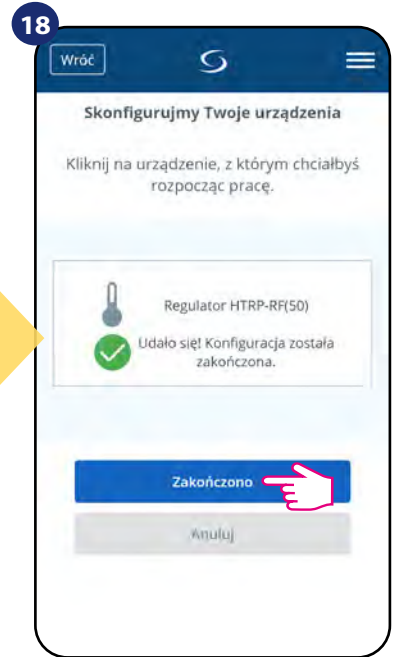 18
Wróć
Skonfigurujmy Twoje urządzenia
Kliknij na urządzenie, z którym chciałbyś
rozpocząc pracę.
Regulator HTRP-RF(50)
Udało się! Konfiguracja została
zakończona.
Zakończono
Anuluj